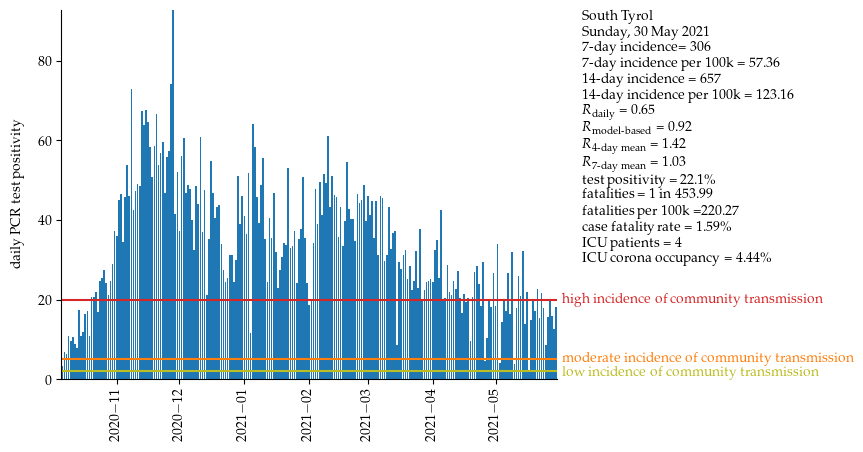 South Tyrol
Sunday, 30 May 2021
7-day incidence= 306
7-day incidence per 100k = 57.36
14-day incidence = 657
14-day incidence per 100k = 123.16
R_daily = 0.65
R_model-based = 0.92
R_4-day mean = 1.42
R_7-day mean = 1.03
test positivity = 22.1%
fatalities = 1 in 453.99
fatalities per 100k =220.27
case fatality rate = 1.59%
ICU patients = 4
ICU corona occupancy = 4.44%
daily PCR test positivity
80
60
40
20
0
high incidence of community transmission
moderate incidence of community transmission
low incidence of community transmission
2020−11
2020−12
2021−01
2021−02
2021−03
2021−04
2021−05